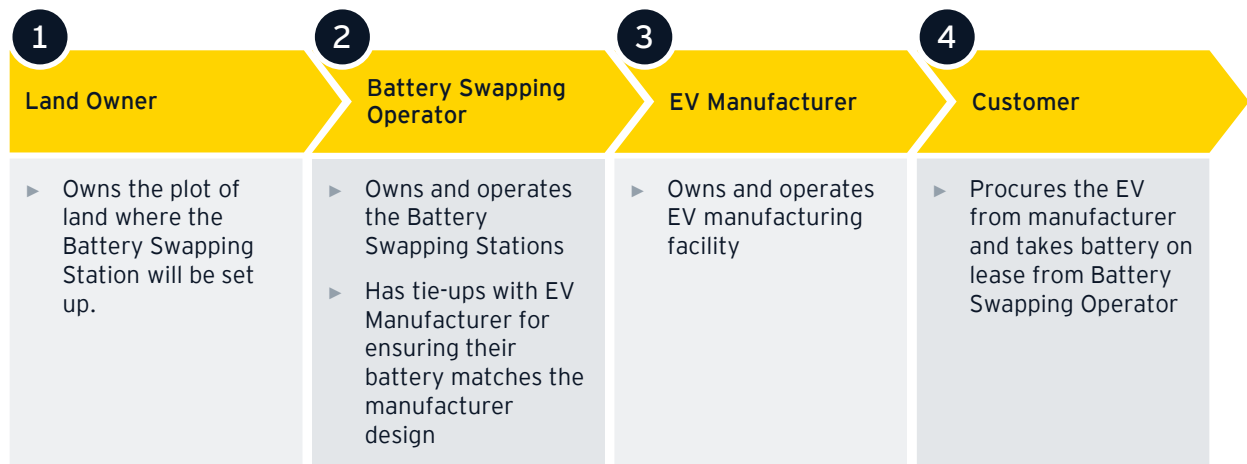 1
Land Owner
► Owns the plot of
land where the
Battery Swapping
Station will be set
up.
2
Battery Swapping
Operator
► Owns and operates
the Battery
Swapping Stations
► Has tie-ups with EV
Manufacturer for
ensuring their
battery matches the
manufacturer
design
3
EV Manufacturer
► Owns and operates
EV manufacturing
facility
4
Customer
► Procures the EV
from manufacturer
and takes battery on
lease from Battery
Swapping Operator